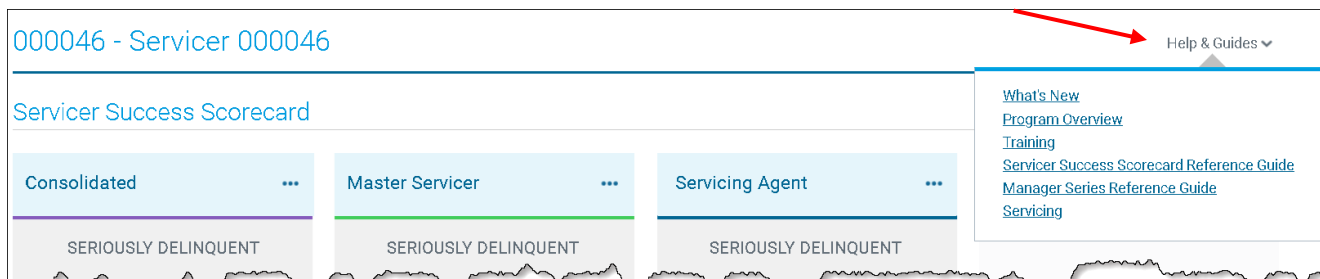 000046 - Servicer 000046
Help & Guides
What's New
Program Overview
Training
Servicer Success Scorecard Reference Guide
Manager Series Reference Guide
Servicing
Servicer Success Scorecard
Consolidated ••• Master Servicer ••• Servicing Agent •••
SERIOUSLY DELINQUENT SERIOUSLY DELINQUENT SERIOUSLY DELINQUENT